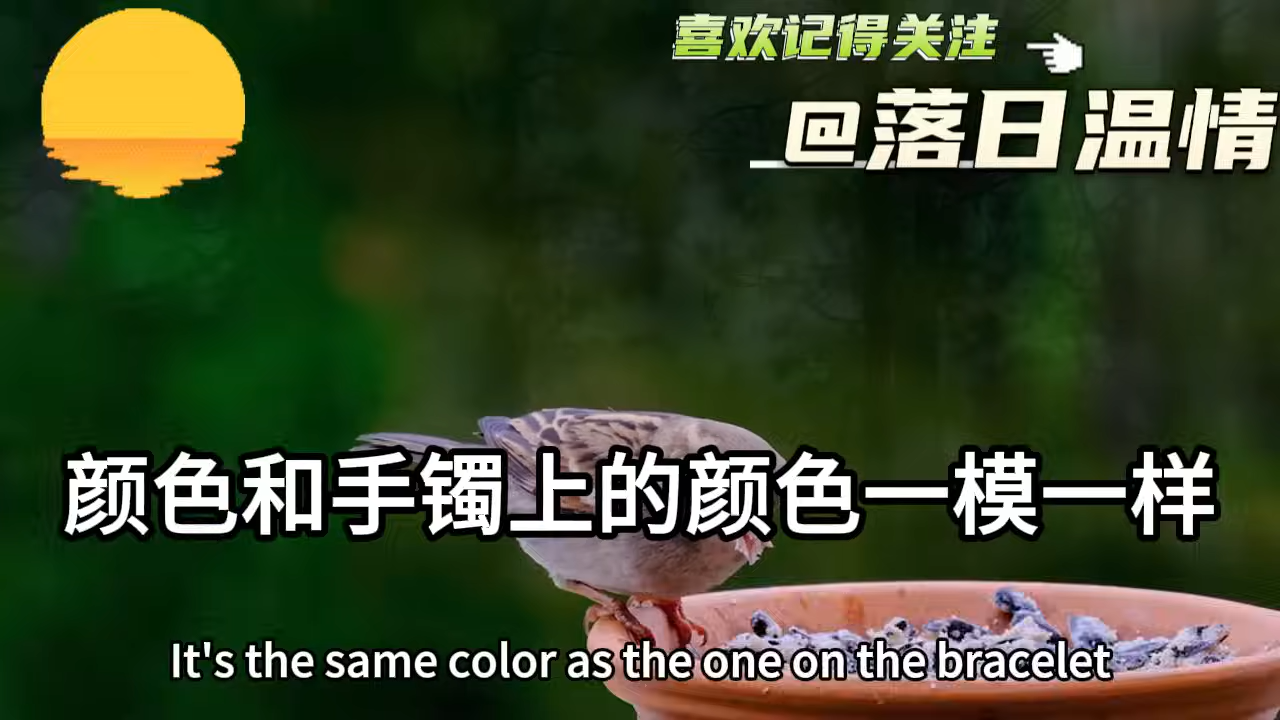 喜欢记得关注
@落日温情
颜色和手镯上的颜色一模一样
It's the same color as the one on the bracelet